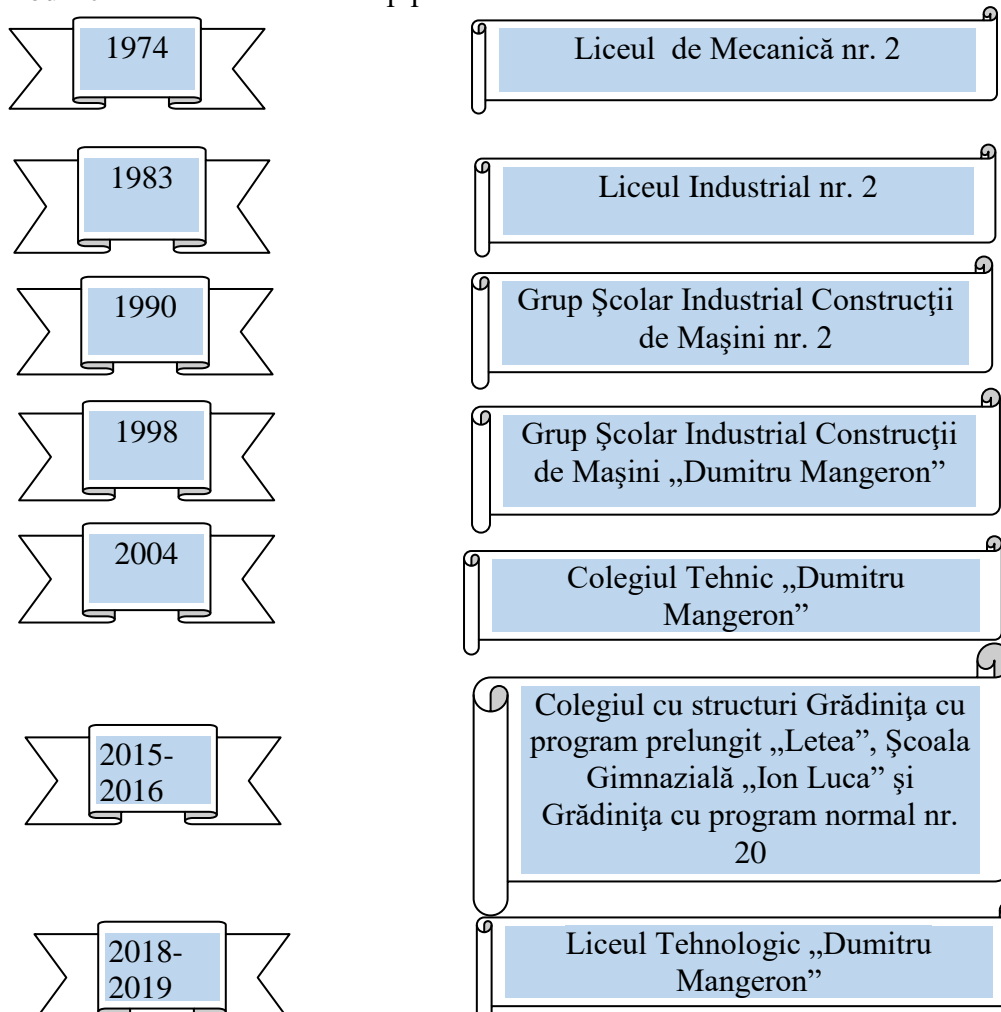 1974
Liceul de Mecanică nr. 2
1983
Liceul Industrial nr. 2
1990
Grup Şcolar Industrial Construcţii
de Maşini nr. 2
1998
Grup Şcolar Industrial Construcţii
de Maşini „Dumitru Mangeron”
2004
Colegiul Tehnic „Dumitru
Mangeron”
2015-
2016
Colegiul cu structuri Grădiniţa cu
program prelungit „Letea”, Şcoala
Gimnazială „Ion Luca” şi
Grădiniţa cu program normal nr.
20
2018-
2019
Liceul Tehnologic „Dumitru
Mangeron”